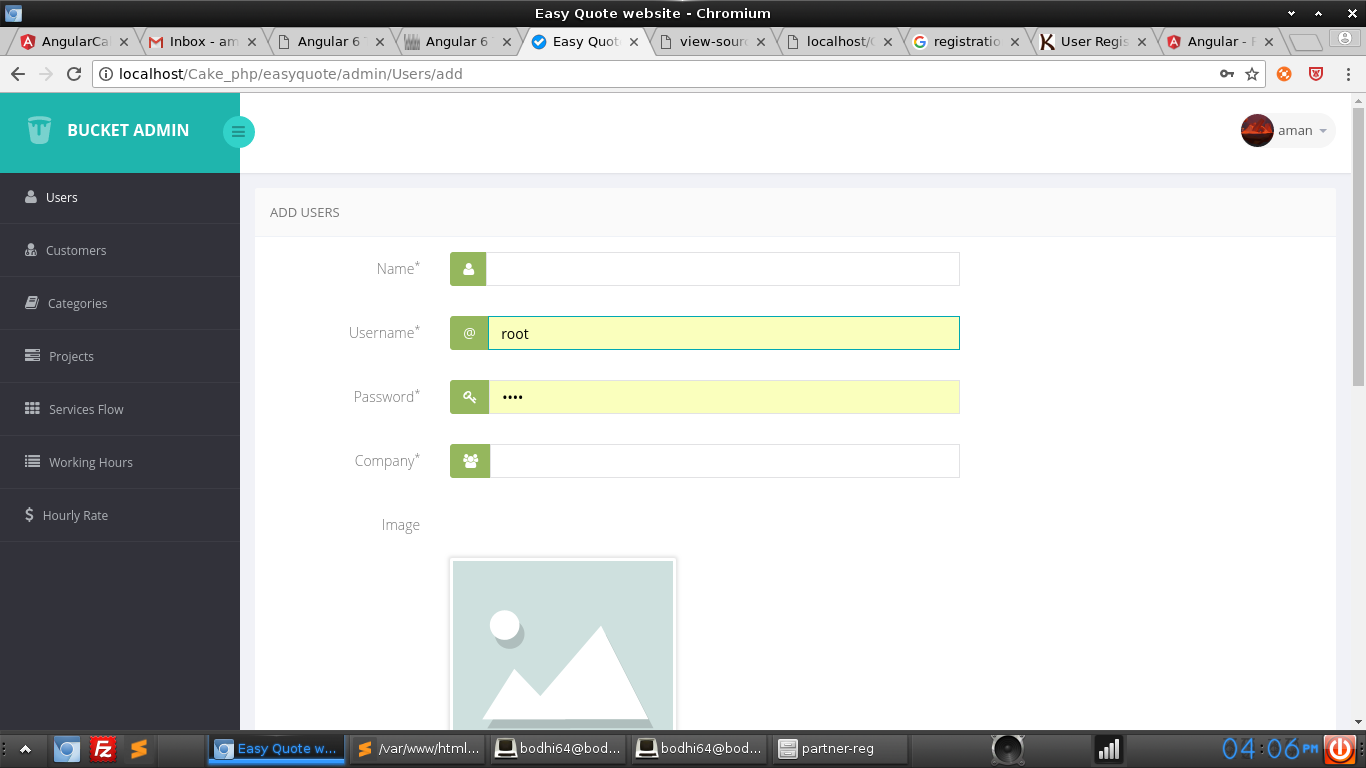 Easy Quote website - Chromium
AngularCa
Inbox - am
Angular 6
Angular 6
Easy Quot
view-sour
localhost/
registratio
User Regis
Angular -
localhost/Cake_php/easyquote/admin/Users/add
BUCKET ADMIN
aman
Users
Customers
Categories
Projects
Services Flow
Working Hours
Hourly Rate
ADD USERS
Name*
Username*
@
root
Password*
••••
Company*
Image
Easy Quote w...
/var/www/html...
bodhi64@bod...
bodhi64@bod...
partner-reg
04:06 PM